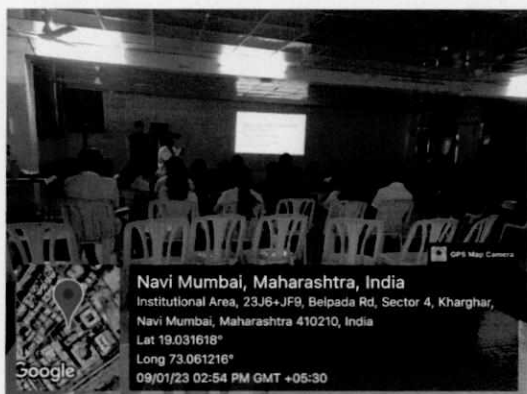 GPS Map Camera
Navi Mumbai, Maharashtra, India
Institutional Area, 23J6+JF9, Belpada Rd, Sector 4, Kharghar,
Navi Mumbai, Maharashtra 410210, India
Lat 19.031618°
Long 73.061216°
09/01/23 02:54 PM GMT +05:30
Google